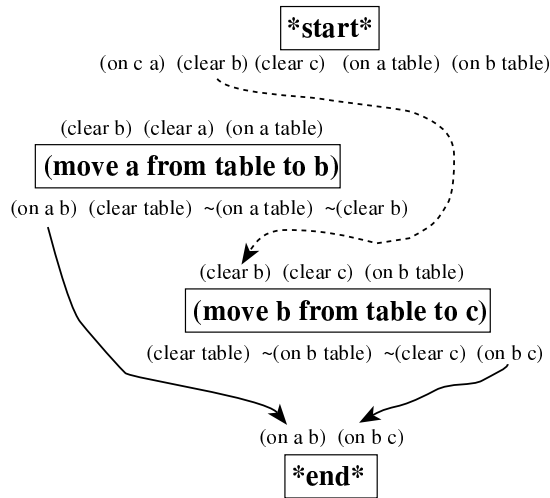 *start*
(on c a) (clear b) (clear c) (on a table) (on b table)
(clear b) (clear a) (on a table)
(move a from table to b)
(on a b) (clear table) ~(on a table) ~(clear b)
(clear b) (clear c) (on b table)
(move b from table to c)
(clear table) ~(on b table) ~(clear c) (on b c)
(on a b) (on b c)
*end*